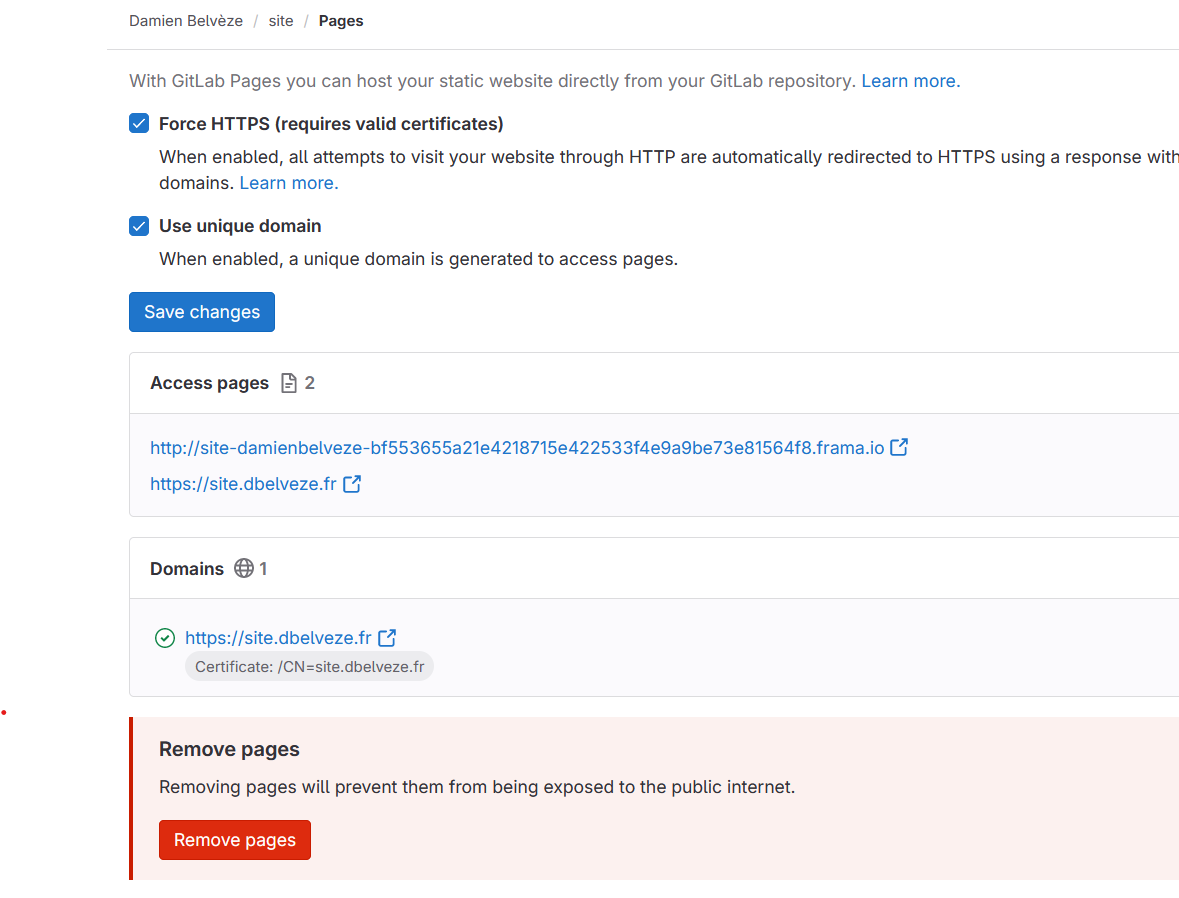 Damien Belvèze / site / Pages
With GitLab Pages you can host your static website directly from your GitLab repository. Learn more.
Force HTTPS (requires valid certificates)
When enabled, all attempts to visit your website through HTTP are automatically redirected to HTTPS using a response with
domains. Learn more.
Use unique domain
When enabled, a unique domain is generated to access pages.
Save changes
Access pages 2
http://site-damienbelveze-bf553655a21e4218715e422533f4e9a9be73e81564f8.frama.io
https://site.dbelveze.fr
Domains 1
https://site.dbelveze.fr
Certificate: /CN=site.dbelveze.fr
Remove pages
Removing pages will prevent them from being exposed to the public internet.
Remove pages